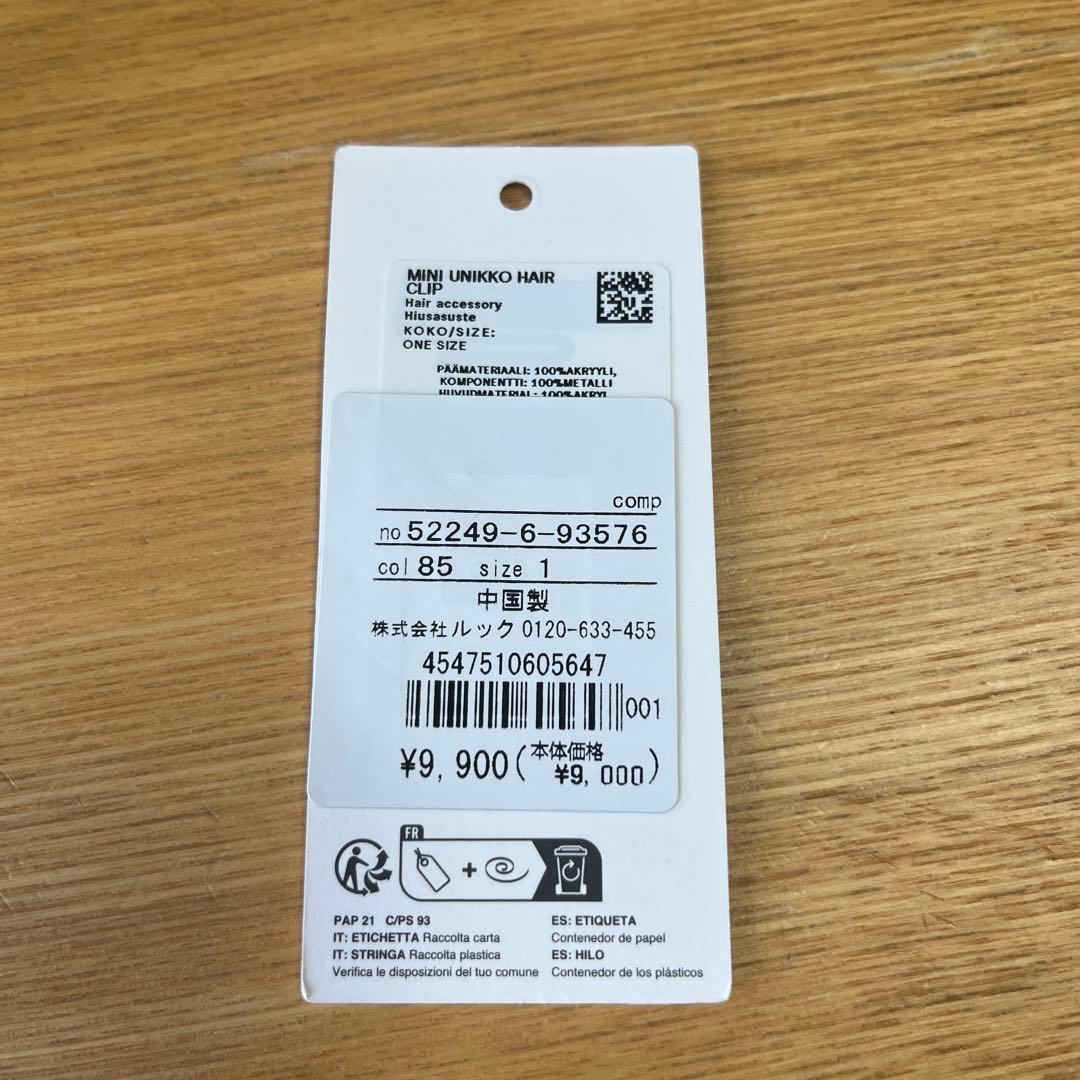 MINI UNIKKO HAIR
CLIP
Hair accessory
Hiusasuste
KOKO/SIZE:
ONE SIZE
PÄÄMATERIAALI: 100%AKRYYLI,
KOMPONENTTI: 100%METALLI
HUVUDMATERIAL: 100%AKRYL
comp
no 52249-6-93576
col 85 size 1
中国製
株式会社ルック 0120-633-455
4547510605647
001
¥9,900(本体価格 ¥9,000)
FR
+
PAP 21 C/PS 93
IT: ETICHETTA Raccolta carta
IT: STRINGA Raccolta plastica
Verifica le disposizioni del tuo comune
ES: ETIQUETA
Contenedor de papel
ES: HILO
Contenedor de los plásticos